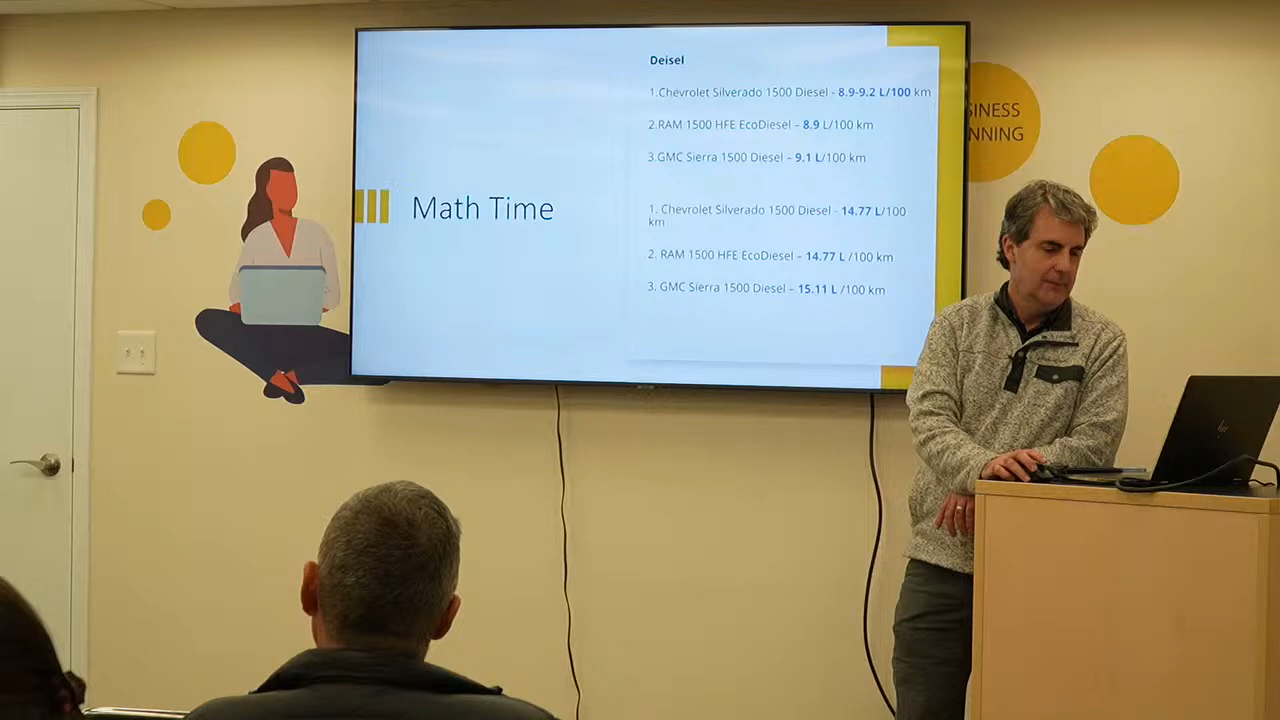 Math Time
Deisel
1.Chevrolet Silverado 1500 Diesel - 8.9-9.2 L/100 km
2.RAM 1500 HFE EcoDiesel – 8.9 L/100 km
3.GMC Sierra 1500 Diesel – 9.1 L/100 km
1. Chevrolet Silverado 1500 Diesel - 14.77 L/100
km
2. RAM 1500 HFE EcoDiesel – 14.77 L /100 km
3. GMC Sierra 1500 Diesel – 15.11 L /100 km
SINESS
NNING
hp